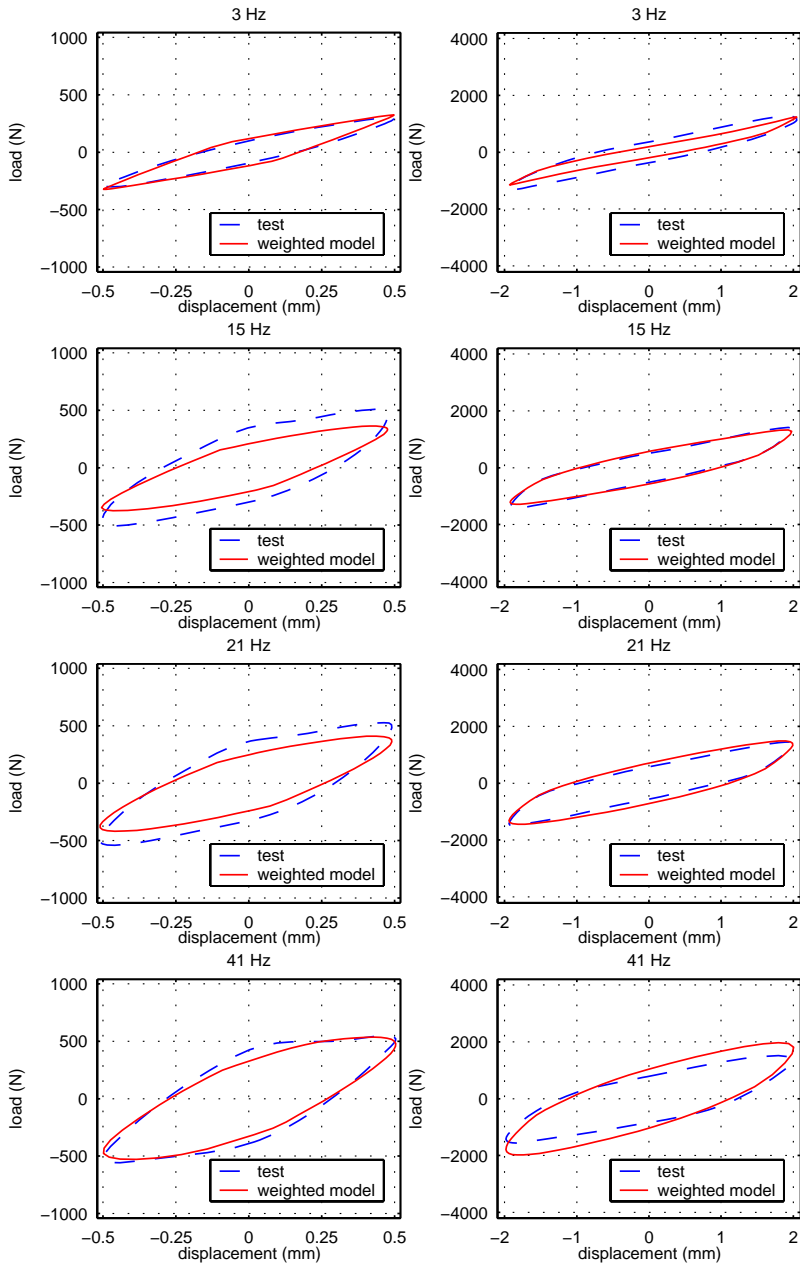 3 Hz
1000
500
0
−500
−1000
load (N)
−0.5
−0.25
0
0.25
0.5
displacement (mm)
test
weighted model
3 Hz
4000
2000
0
−2000
−4000
load (N)
−2
−1
0
1
2
displacement (mm)
test
weighted model
15 Hz
1000
500
0
−500
−1000
load (N)
−0.5
−0.25
0
0.25
0.5
displacement (mm)
test
weighted model
15 Hz
4000
2000
0
−2000
−4000
load (N)
−2
−1
0
1
2
displacement (mm)
test
weighted model
21 Hz
1000
500
0
−500
−1000
load (N)
−0.5
−0.25
0
0.25
0.5
displacement (mm)
test
weighted model
21 Hz
4000
2000
0
−2000
−4000
load (N)
−2
−1
0
1
2
displacement (mm)
test
weighted model
41 Hz
1000
500
0
−500
−1000
load (N)
−0.5
−0.25
0
0.25
0.5
displacement (mm)
test
weighted model
41 Hz
4000
2000
0
−2000
−4000
load (N)
−2
−1
0
1
2
displacement (mm)
test
weighted model